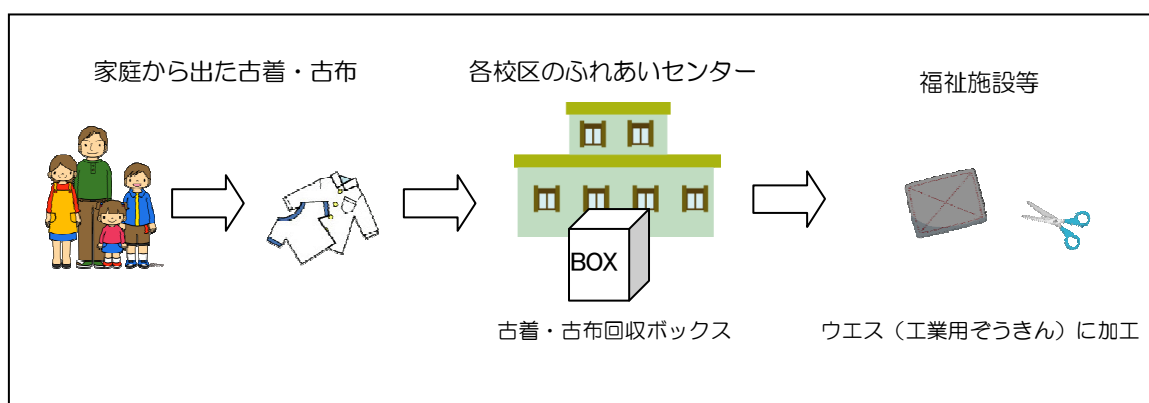 家庭から出た古着・古布
各校区のふれあいセンター
福祉施設等
BOX
古着・古布回収ボックス
ウエス（工業用ぞうきん）に加工